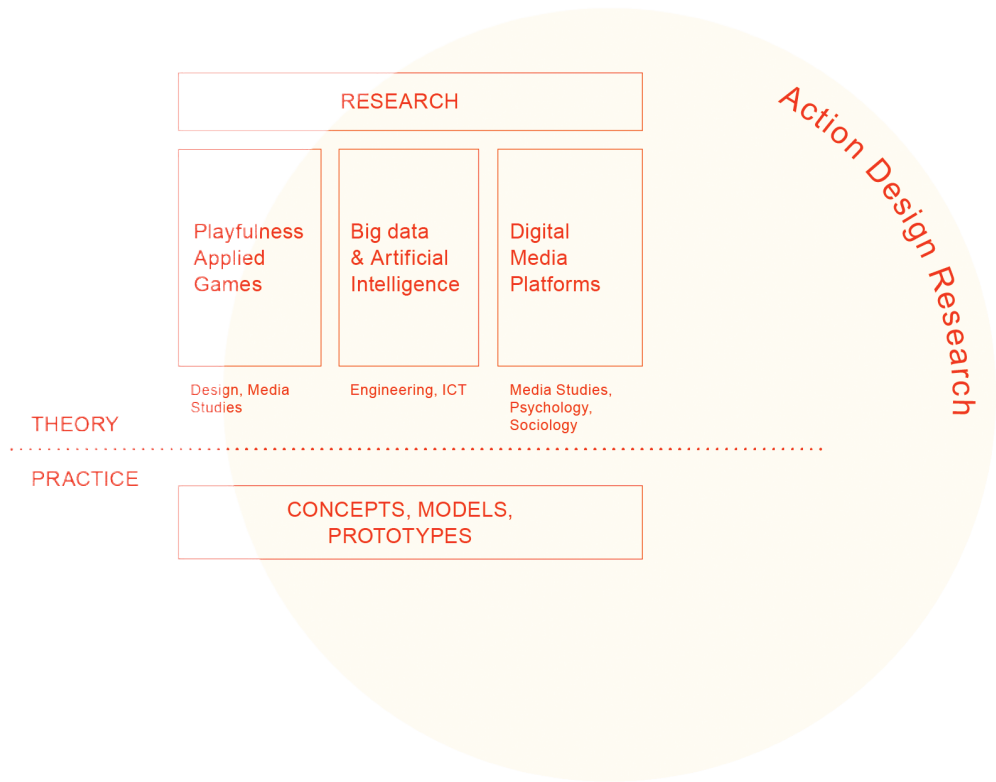 RESEARCH
Action Design Research
Playfulness
Applied
Games
Big data
& Artificial
Intelligence
Digital
Media
Platforms
Design, Media
Studies
Engineering, ICT
Media Studies,
Psychology,
Sociology
THEORY
PRACTICE
CONCEPTS, MODELS,
PROTOTYPES